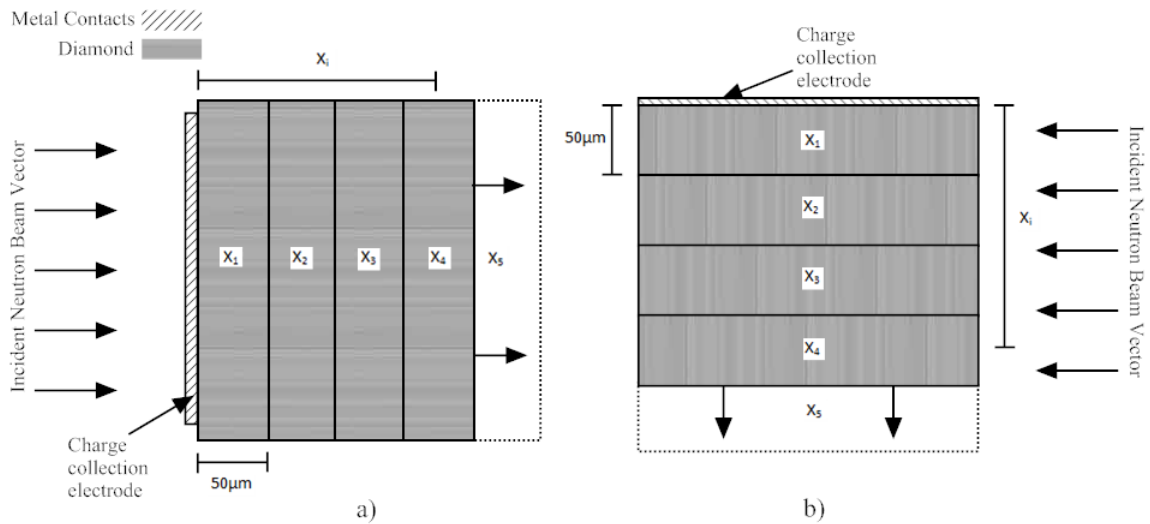 Metal Contacts
Diamond
Xᵢ
Incident Neutron Beam Vector
X₁
X₂
X₃
X₄
X₅
Charge
collection
electrode
50μm
a)
Charge
collection
electrode
50μm
X₁
X₂
X₃
X₄
X₅
Xᵢ
Incident Neutron Beam Vector
b)